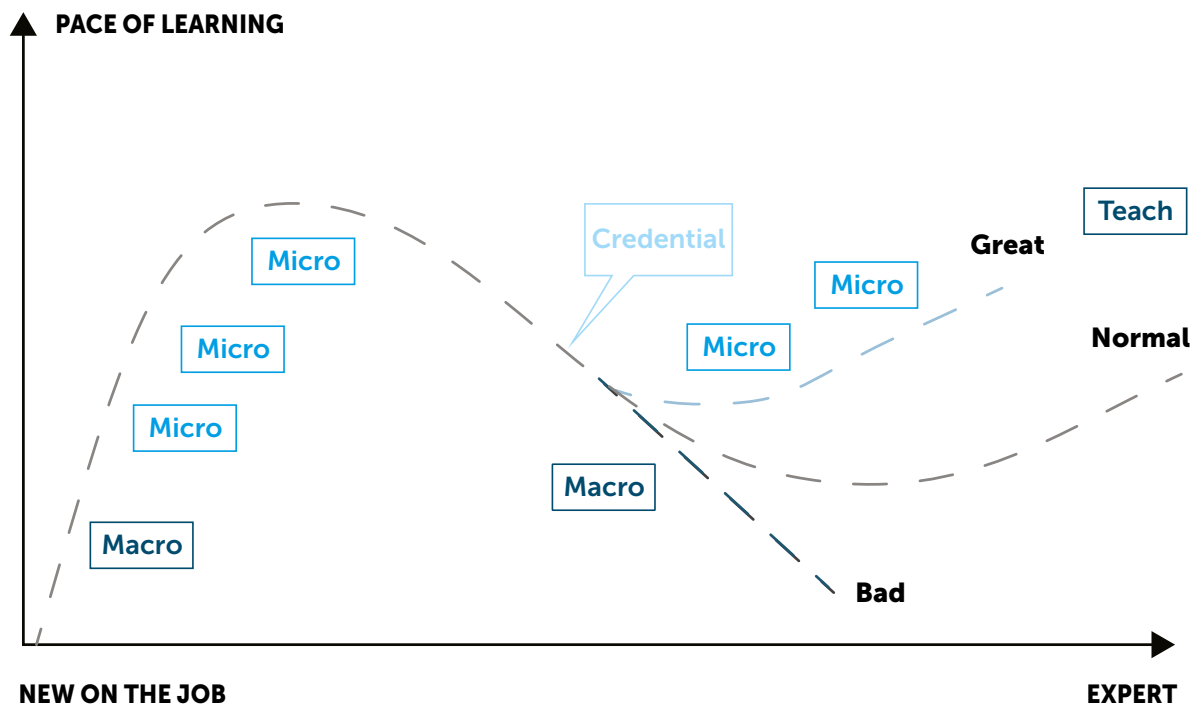 PACE OF LEARNING
Teach
Credential
Great
Micro
Micro
Normal
Micro
Micro
Micro
Macro
Macro
Bad
NEW ON THE JOB
EXPERT